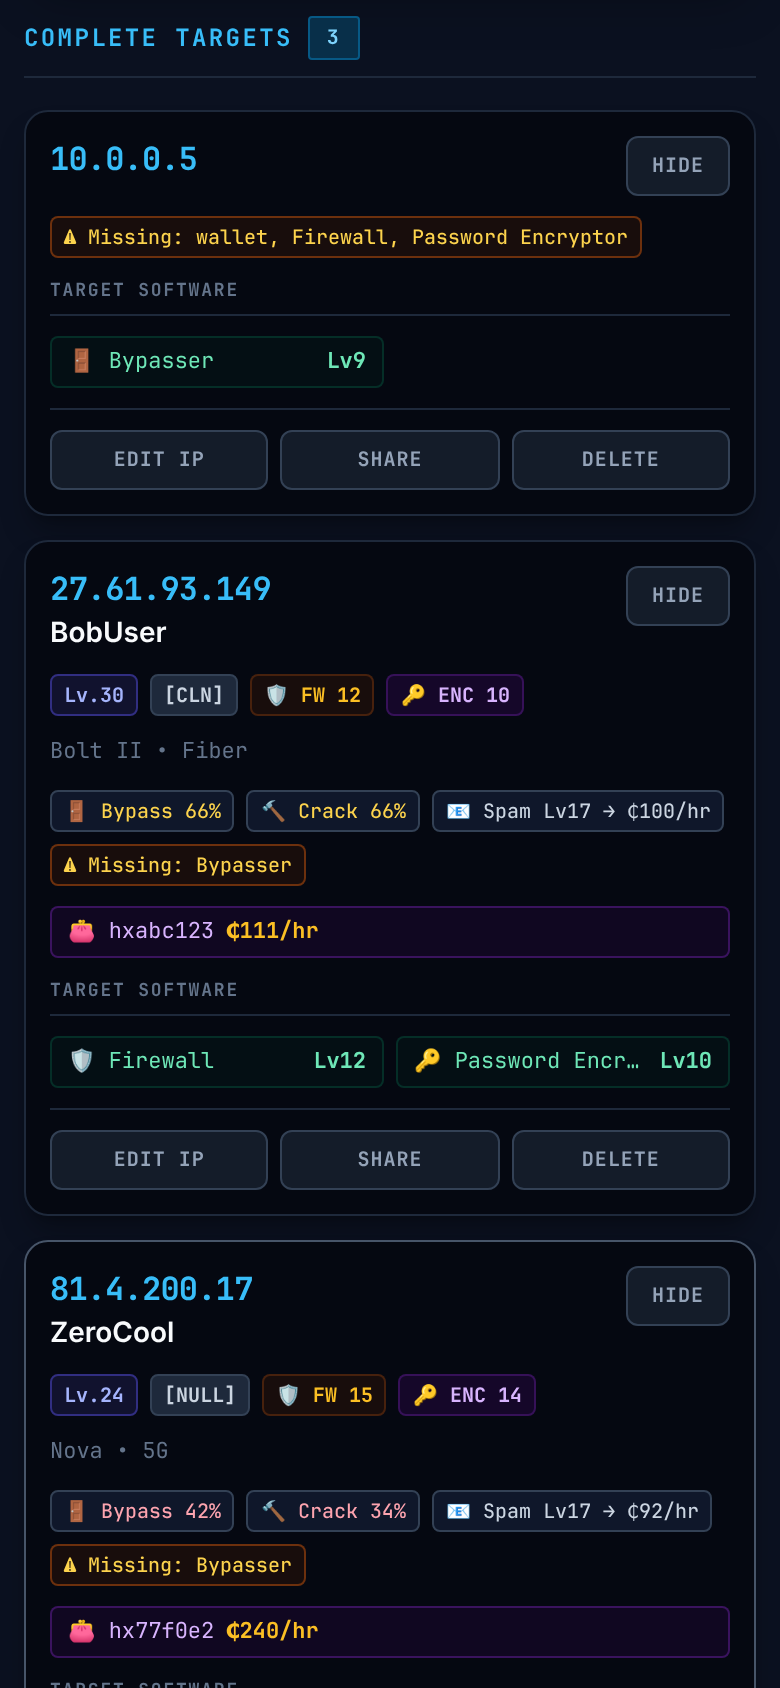 COMPLETE TARGETS 3
10.0.0.5 HIDE
Missing: wallet, Firewall, Password Encryptor
TARGET SOFTWARE
Bypasser Lv9
EDIT IP SHARE DELETE
27.61.93.149 HIDE
BobUser
Lv.30 [CLN] FW 12 ENC 10
Bolt II • Fiber
Bypass 66% Crack 66% Spam Lv17 → ₵100/hr
Missing: Bypasser
hxabc123 ₵111/hr
TARGET SOFTWARE
Firewall Lv12 Password Encr… Lv10
EDIT IP SHARE DELETE
81.4.200.17 HIDE
ZeroCool
Lv.24 [NULL] FW 15 ENC 14
Nova • 5G
Bypass 42% Crack 34% Spam Lv17 → ₵92/hr
Missing: Bypasser
hx77f0e2 ₵240/hr
TARGET SOFTWARE